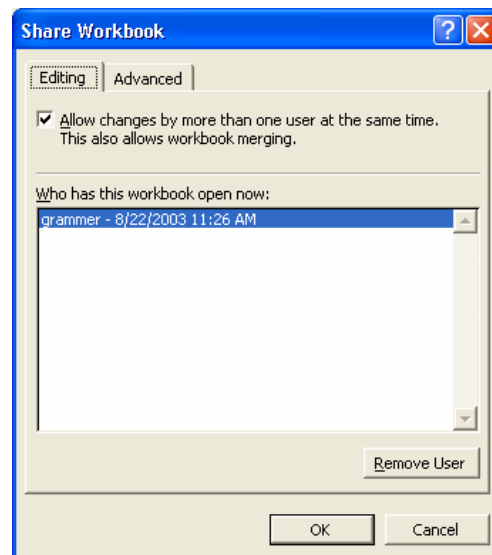 Share Workbook
Editing Advanced
Allow changes by more than one user at the same time.
This also allows workbook merging.
Who has this workbook open now:
grammer - 8/22/2003 11:26 AM
Remove User
OK Cancel